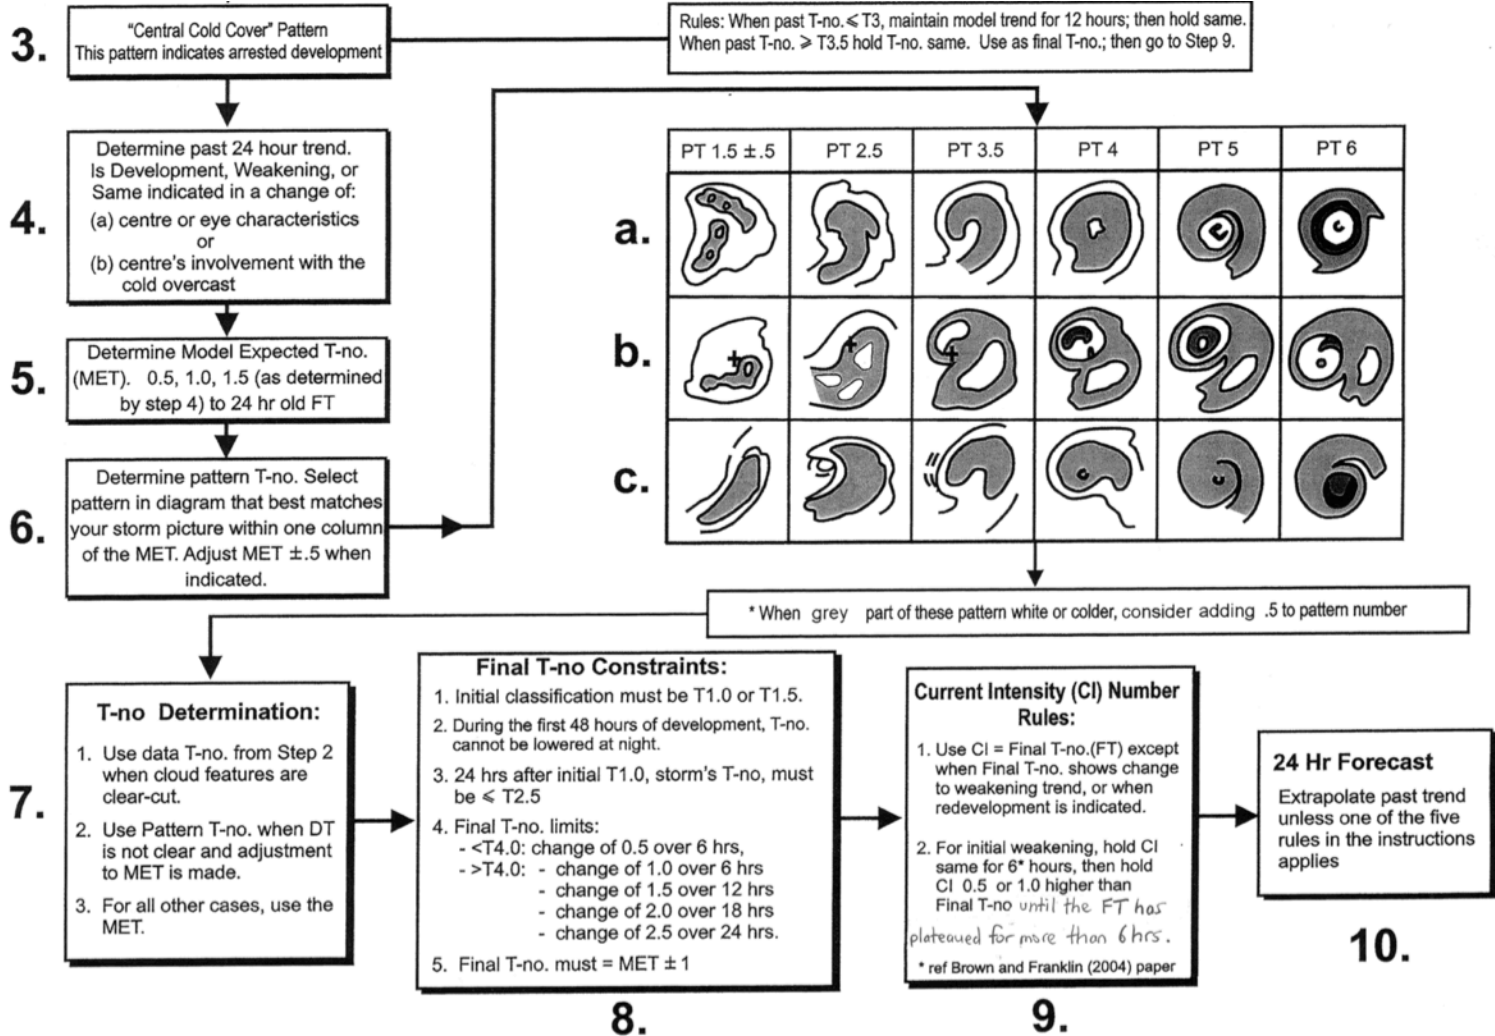 3.
"Central Cold Cover" Pattern
This pattern indicates arrested development
Rules: When past T-no. ⩽ T3, maintain model trend for 12 hours; then hold same.
When past T-no. ⩾ T3.5 hold T-no. same. Use as final T-no.; then go to Step 9.
4.
Determine past 24 hour trend.
Is Development, Weakening, or
Same indicated in a change of:
(a) centre or eye characteristics
or
(b) centre's involvement with the
cold overcast
5.
Determine Model Expected T-no.
(MET). 0.5, 1.0, 1.5 (as determined
by step 4) to 24 hr old FT
6.
Determine pattern T-no. Select
pattern in diagram that best matches
your storm picture within one column
of the MET. Adjust MET ±.5 when
indicated.
PT 1.5 ±.5 PT 2.5 PT 3.5 PT 4 PT 5 PT 6
a.
b.
c.
* When grey part of these pattern white or colder, consider adding .5 to pattern number
7.
T-no Determination:
1. Use data T-no. from Step 2
when cloud features are
clear-cut.
2. Use Pattern T-no. when DT
is not clear and adjustment
to MET is made.
3. For all other cases, use the
MET.
Final T-no Constraints:
1. Initial classification must be T1.0 or T1.5.
2. During the first 48 hours of development, T-no.
cannot be lowered at night.
3. 24 hrs after initial T1.0, storm's T-no, must
be ⩽ T2.5
4. Final T-no. limits:
- <T4.0: change of 0.5 over 6 hrs,
- >T4.0: - change of 1.0 over 6 hrs
- change of 1.5 over 12 hrs
- change of 2.0 over 18 hrs
- change of 2.5 over 24 hrs.
5. Final T-no. must = MET ± 1
8.
Current Intensity (CI) Number
Rules:
1. Use CI = Final T-no.(FT) except
when Final T-no. shows change
to weakening trend, or when
redevelopment is indicated.
2. For initial weakening, hold CI
same for 6* hours, then hold
CI 0.5 or 1.0 higher than
Final T-no until the FT has
plateaued for more than 6 hrs.
* ref Brown and Franklin (2004) paper
9.
24 Hr Forecast
Extrapolate past trend
unless one of the five
rules in the instructions
applies
10.